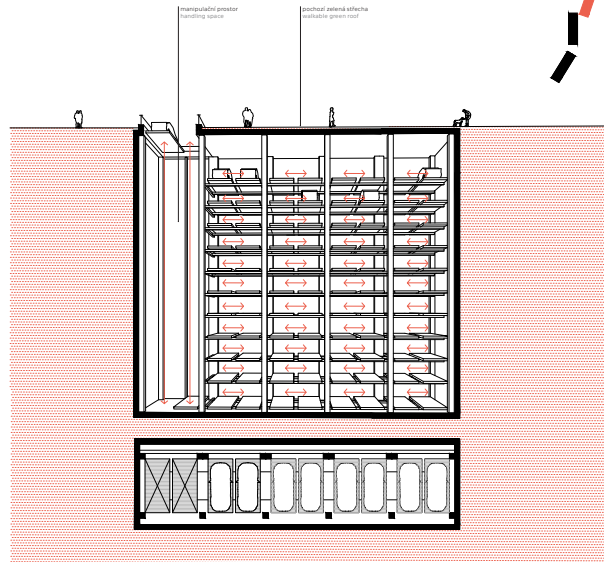 manipulační prostor
handling space
pochozí zelená střecha
walkable green roof